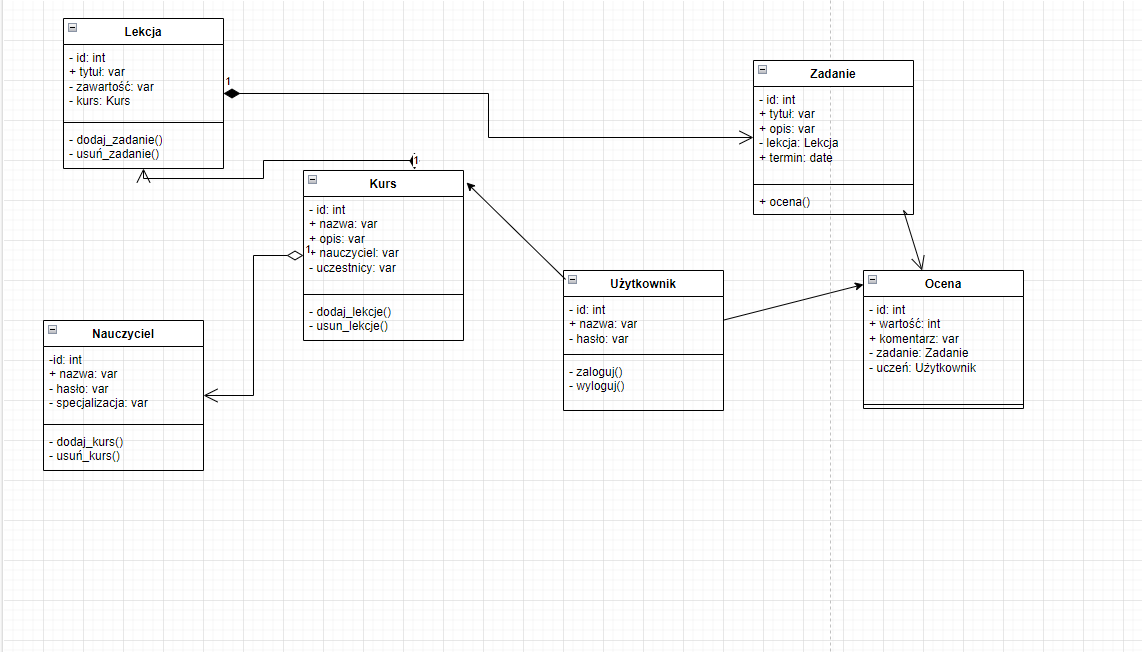 Lekcja
- id: int
+ tytuł: var
- zawartość: var
- kurs: Kurs
- dodaj_zadanie()
- usuń_zadanie()
1
1
Zadanie
- id: int
+ tytuł: var
+ opis: var
- lekcja: Lekcja
+ termin: date
+ ocena()
Kurs
- id: int
+ nazwa: var
+ opis: var
+ nauczyciel: var
- uczestnicy: var
- dodaj_lekcje()
- usun_lekcje()
1
Użytkownik
- id: int
+ nazwa: var
- hasło: var
- zaloguj()
- wyloguj()
Ocena
- id: int
+ wartość: int
+ komentarz: var
- zadanie: Zadanie
- uczeń: Użytkownik
Nauczyciel
-id: int
+ nazwa: var
- hasło: var
- specjalizacja: var
- dodaj_kurs()
- usuń_kurs()